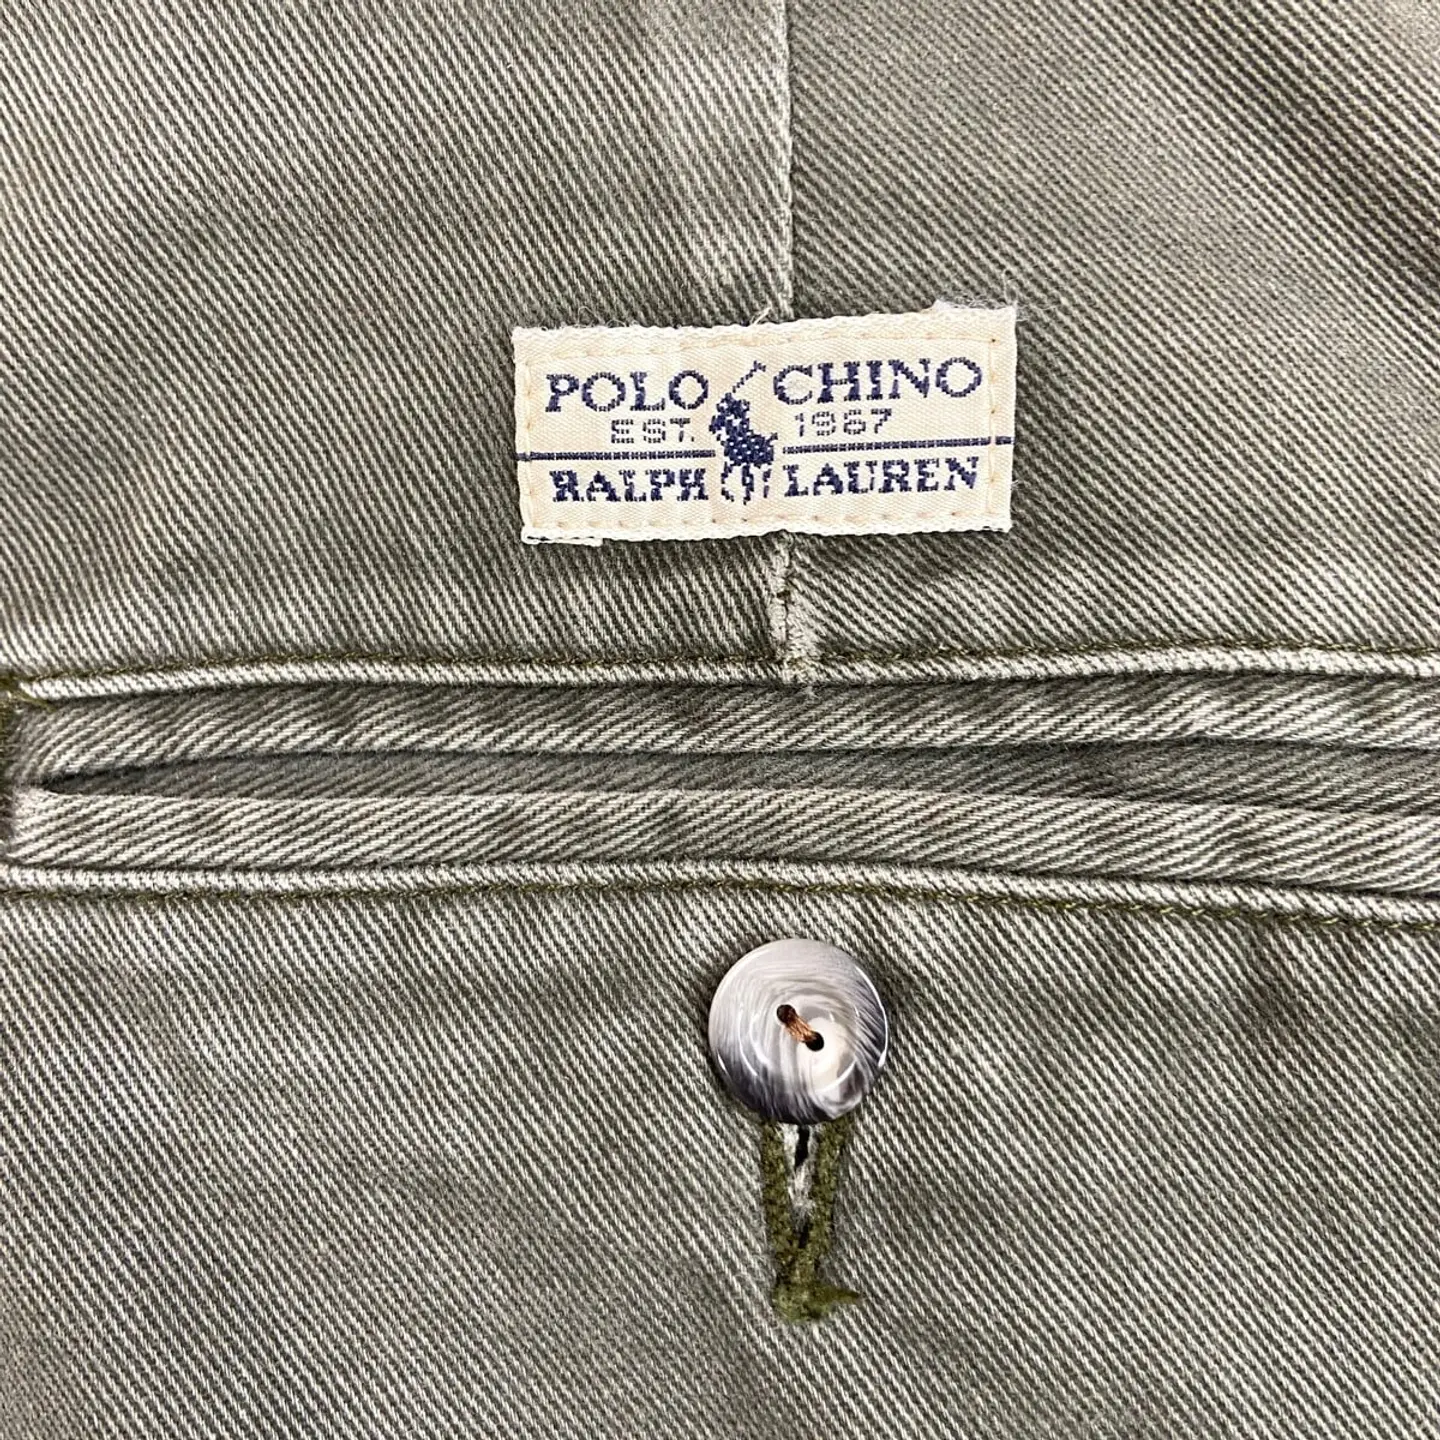 POLO CHINO
EST. 1967
RALPH LAUREN